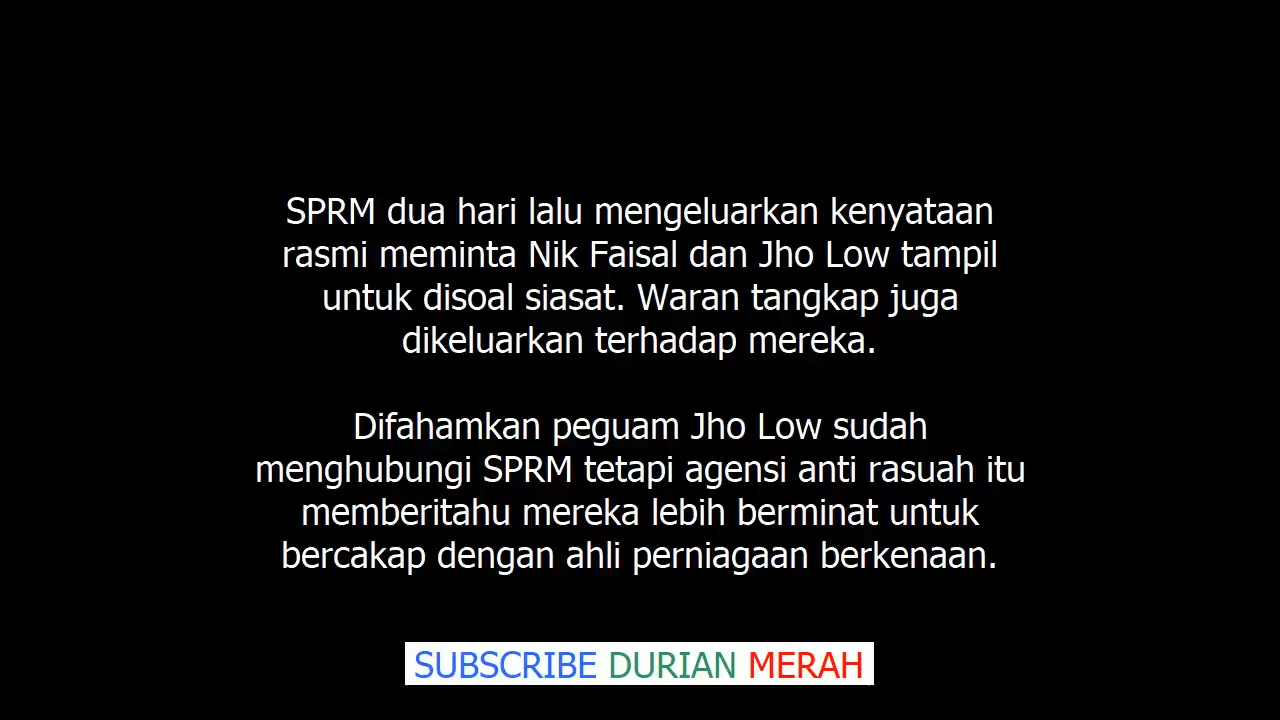 SPRM dua hari lalu mengeluarkan kenyataan
rasmi meminta Nik Faisal dan Jho Low tampil
untuk disoal siasat. Waran tangkap juga
dikeluarkan terhadap mereka.
Difahamkan peguam Jho Low sudah
menghubungi SPRM tetapi agensi anti rasuah itu
memberitahu mereka lebih berminat untuk
bercakap dengan ahli perniagaan berkenaan.
SUBSCRIBE DURIAN MERAH